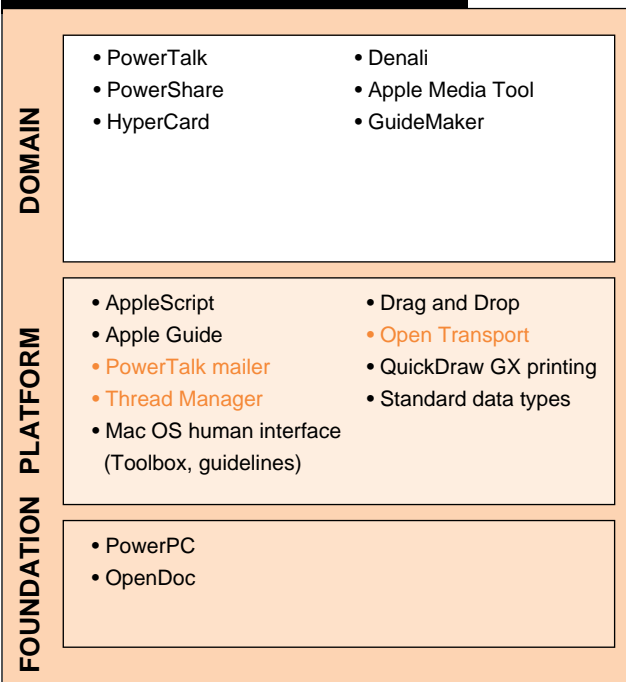 DOMAIN
• PowerTalk
• PowerShare
• HyperCard
• Denali
• Apple Media Tool
• GuideMaker
PLATFORM
• AppleScript
• Apple Guide
• PowerTalk mailer
• Thread Manager
• Mac OS human interface
(Toolbox, guidelines)
• Drag and Drop
• Open Transport
• QuickDraw GX printing
• Standard data types
FOUNDATION
• PowerPC
• OpenDoc